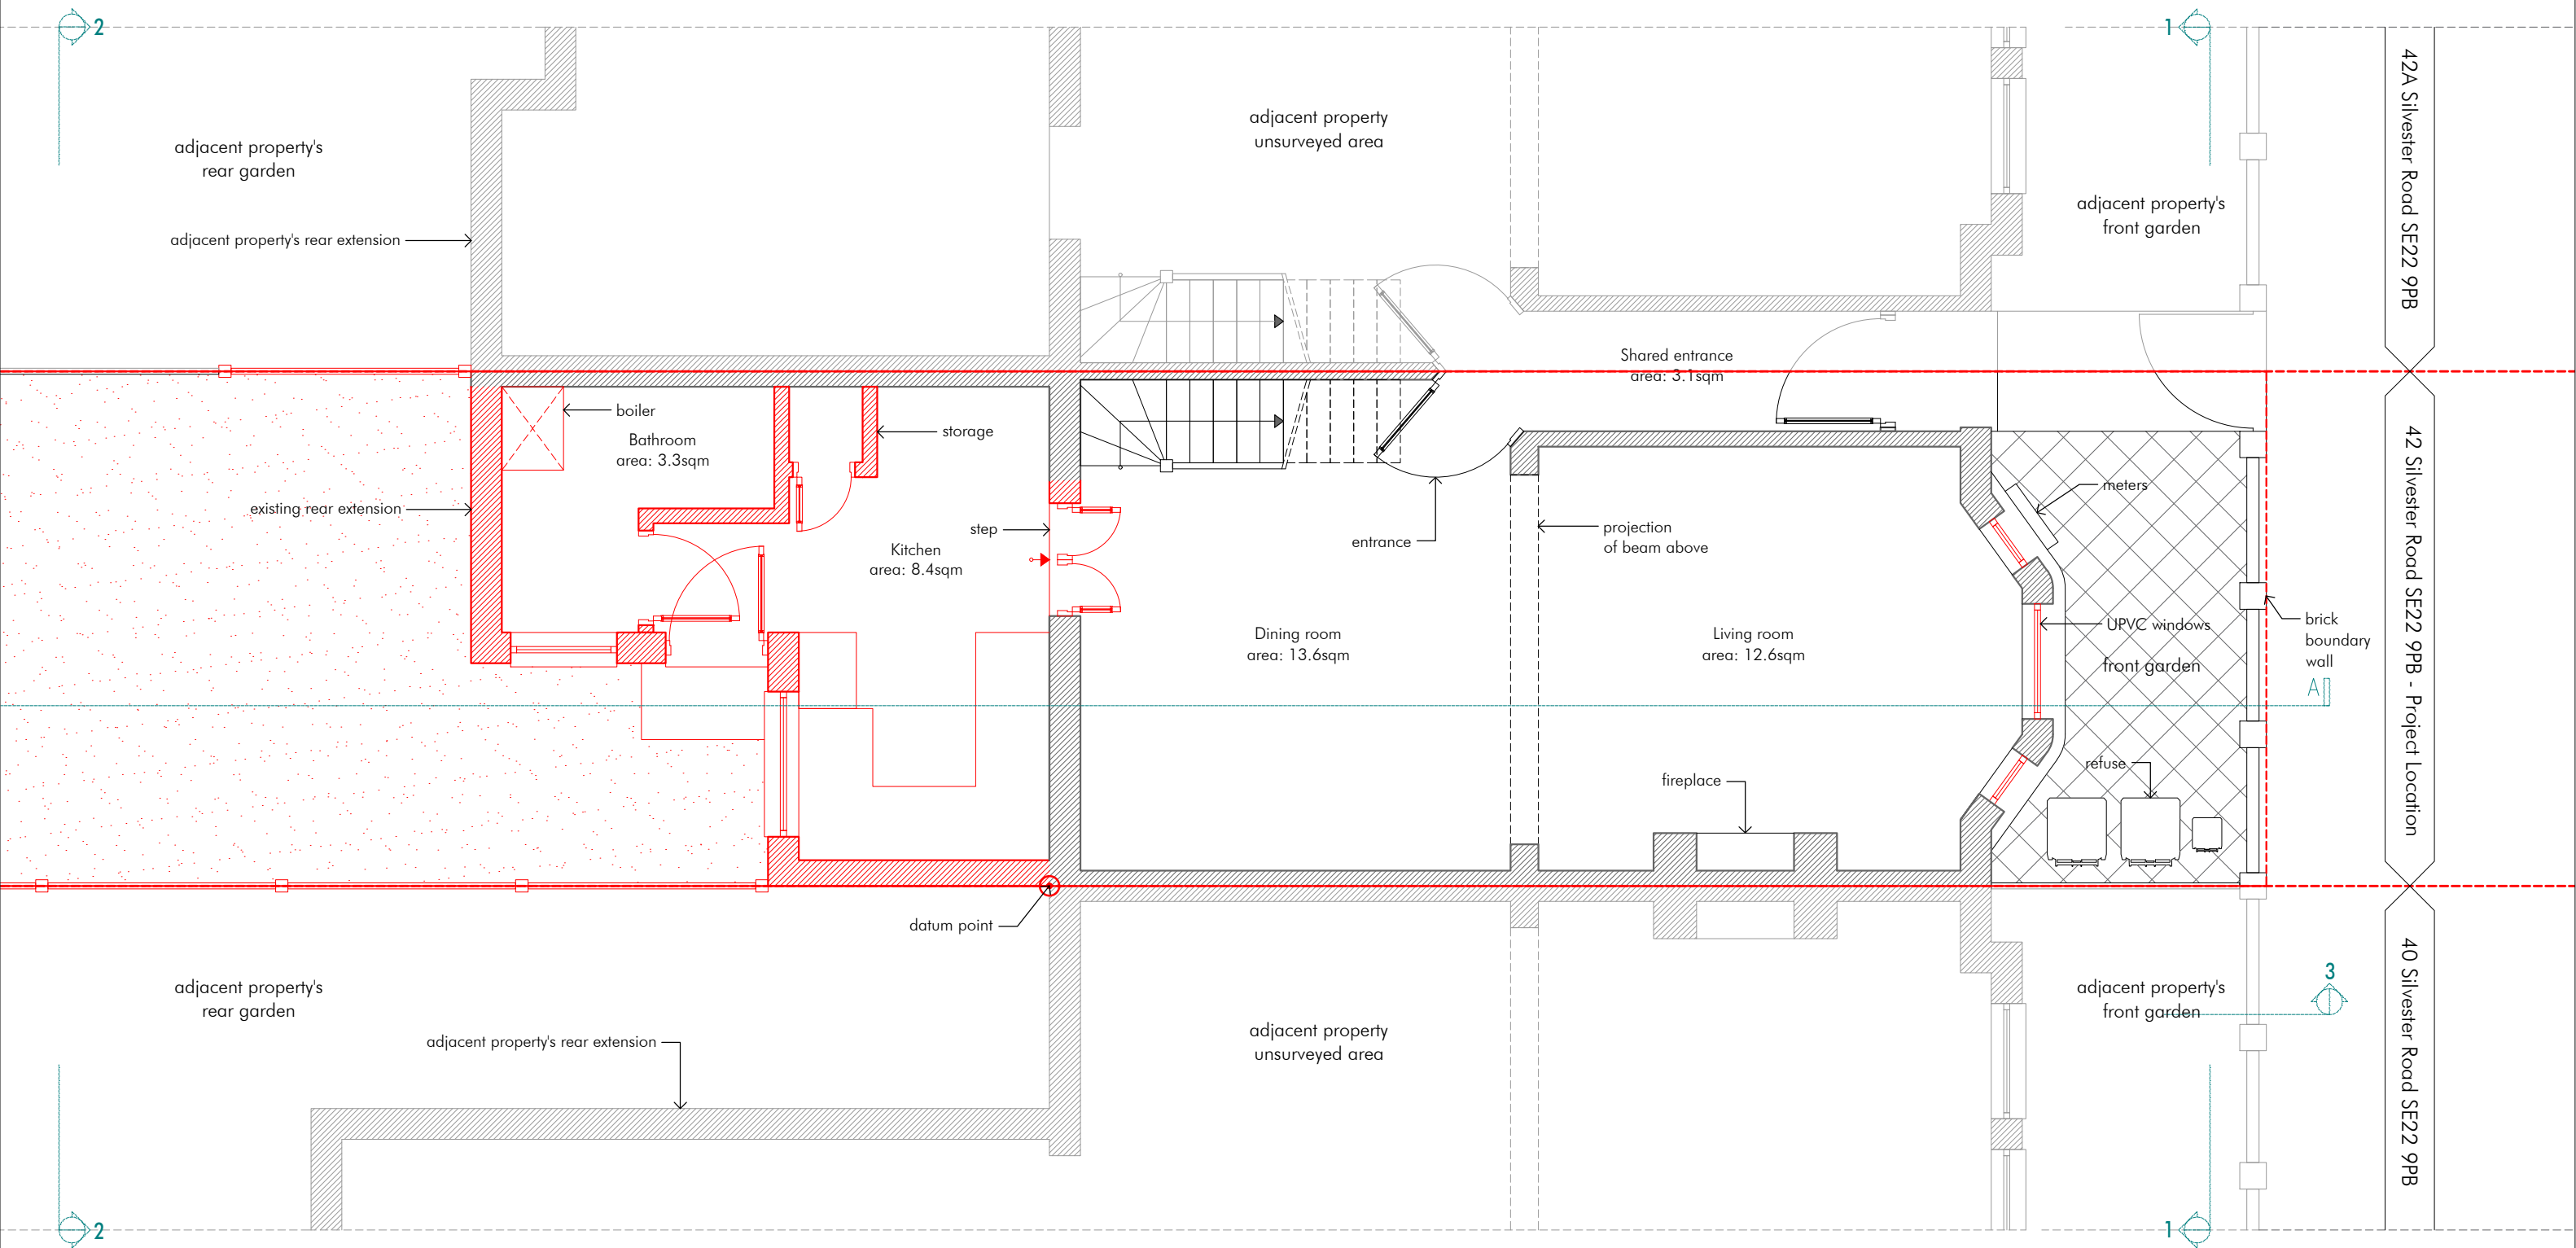 2
1
42A Silvester Road SE22 9PB
adjacent property's
rear garden
adjacent property
unsurveyed area
adjacent property's
front garden
adjacent property's rear extension
Shared entrance
area: 3.1sqm
boiler
Bathroom
area: 3.3sqm
storage
existing rear extension
step
Kitchen
area: 8.4sqm
entrance
projection
of beam above
meters
42 Silvester Road SE22 9PB - Project Location
Dining room
area: 13.6sqm
Living room
area: 12.6sqm
UPVC windows
front garden
brick
boundary
wall
A
fireplace
refuse
datum point
adjacent property's
rear garden
adjacent property's rear extension
adjacent property
unsurveyed area
adjacent property's
front garden
3
40 Silvester Road SE22 9PB
2
1